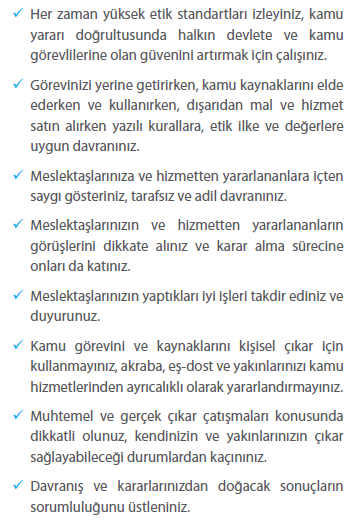 ✓ Her zaman yüksek etik standartları izleyiniz, kamu
yararı doğrultusunda halkın devlete ve kamu
görevlilerine olan güvenini artırmak için çalışınız.
✓ Görevinizi yerine getirirken, kamu kaynaklarını elde
ederken ve kullanırken, dışarıdan mal ve hizmet
satın alırken yazılı kurallara, etik ilke ve değerlere
uygun davranınız.
✓ Meslektaşlarınıza ve hizmetten yararlananlara içten
saygı gösteriniz, tarafsız ve adil davranınız.
✓ Meslektaşlarınızın ve hizmetten yararlananların
görüşlerini dikkate alınız ve karar alma sürecine
onları da katınız.
✓ Meslektaşlarınızın yaptıkları iyi işleri takdir ediniz ve
duyurunuz.
✓ Kamu görevini ve kaynaklarını kişisel çıkar için
kullanmayınız, akraba, eş-dost ve yakınlarınızı kamu
hizmetlerinden ayrıcalıklı olarak yararlandırmayınız.
✓ Muhtemel ve gerçek çıkar çatışmaları konusunda
dikkatli olunuz, kendinizin ve yakınlarınızın çıkar
sağlayabileceği durumlardan kaçınınız.
✓ Davranış ve kararlarınızdan doğacak sonuçların
sorumluluğunu üstleniniz.